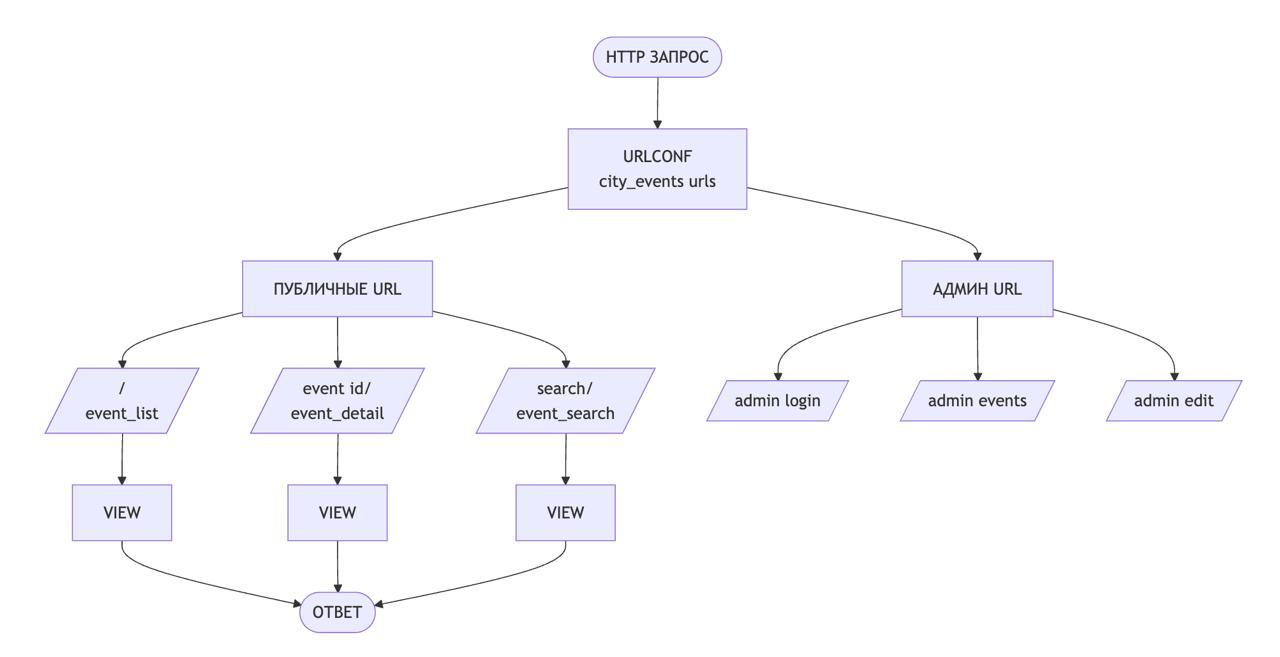 HTTP ЗАПРОС
URLCONF
city_events urls
ПУБЛИЧНЫЕ URL
АДМИН URL
/
event_list
event id/
event_detail
search/
event_search
admin login
admin events
admin edit
VIEW
VIEW
VIEW
ОТВЕТ